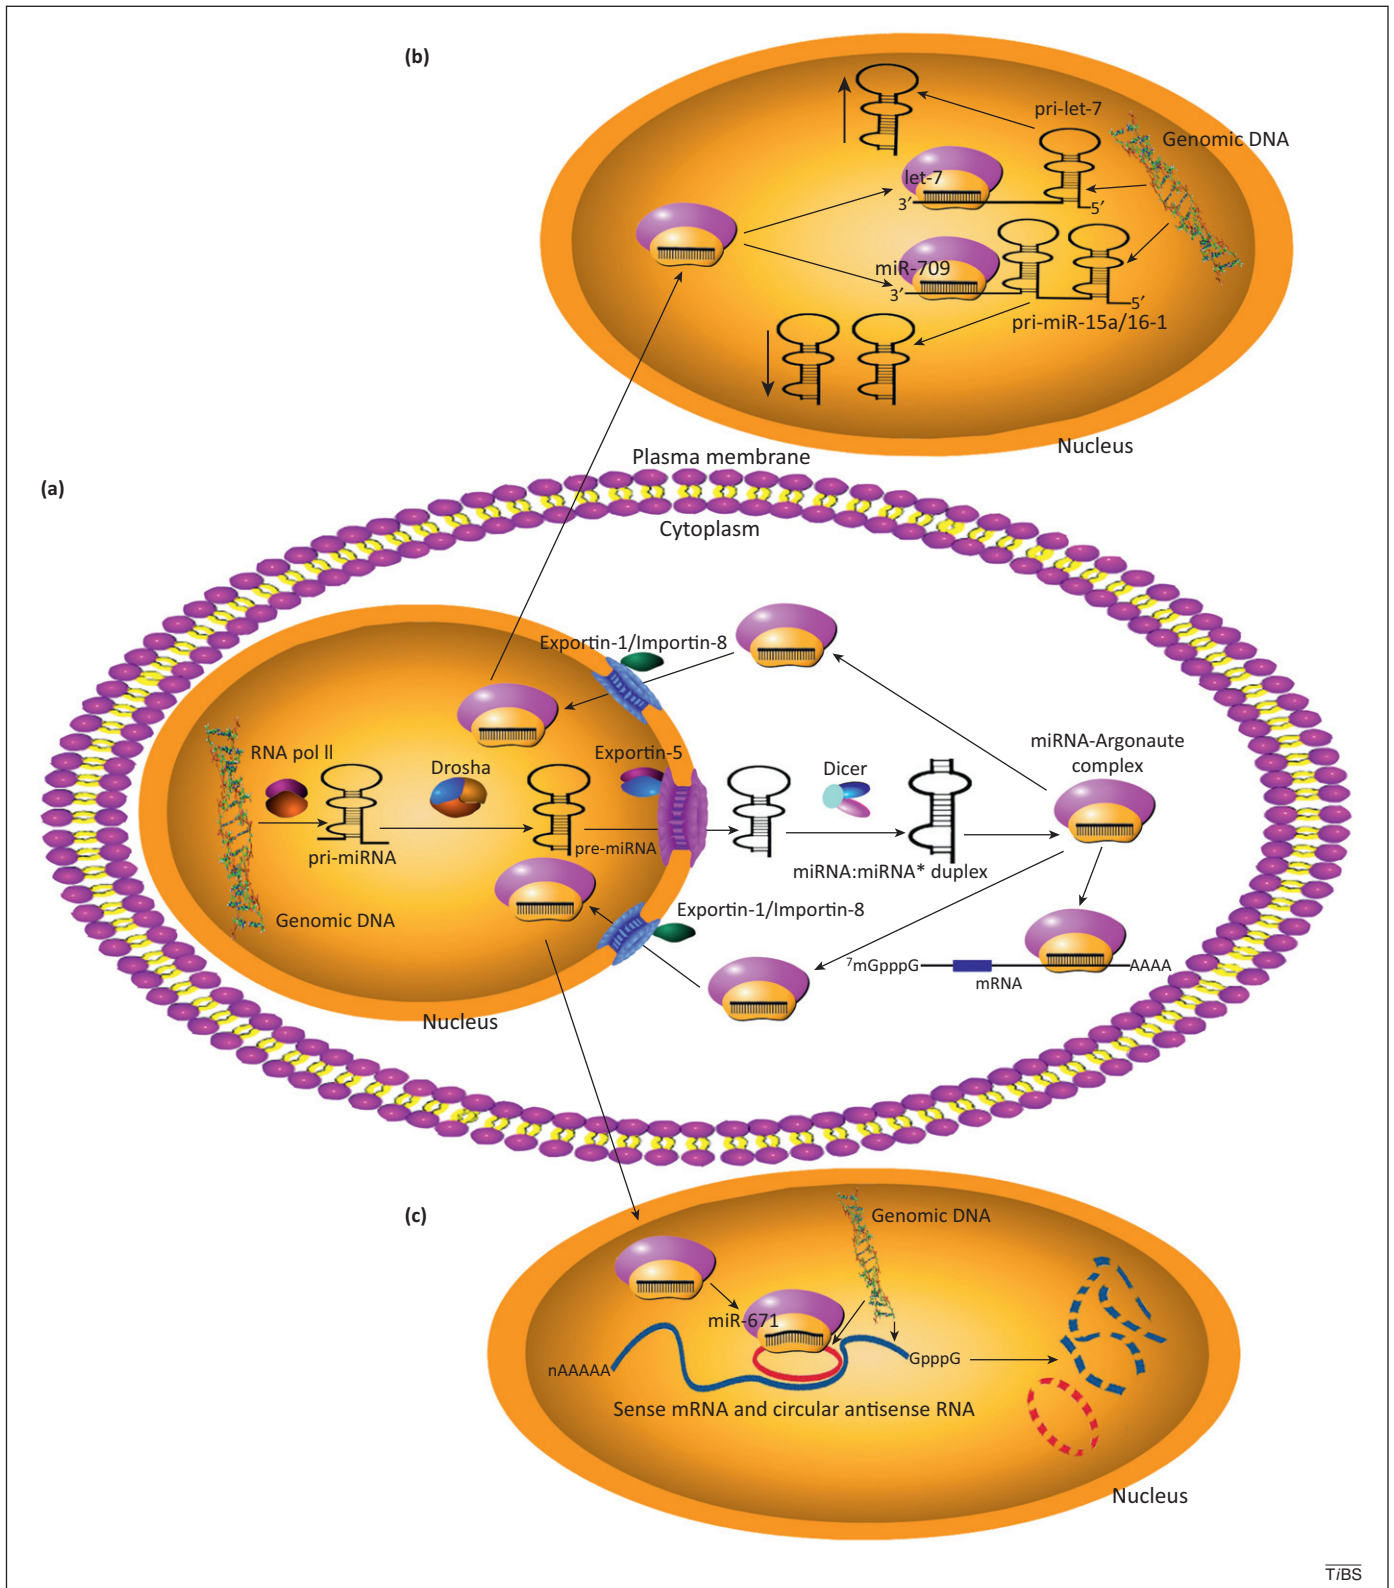 (b)
pri-let-7
Genomic DNA
let-7
3′
5′
miR-709
3′
5′
pri-miR-15a/16-1
Nucleus
Plasma membrane
(a)
Cytoplasm
Exportin-1/Importin-8
RNA pol II
Drosha
Exportin-5
Dicer
miRNA-Argonaute
complex
pri-miRNA
pre-miRNA
miRNA:miRNA* duplex
Genomic DNA
Exportin-1/Importin-8
⁷mGpppG
AAAA
mRNA
Nucleus
(c)
Genomic DNA
miR-671
nAAAAA
GpppG
Sense mRNA and circular antisense RNA
Nucleus
TiBS